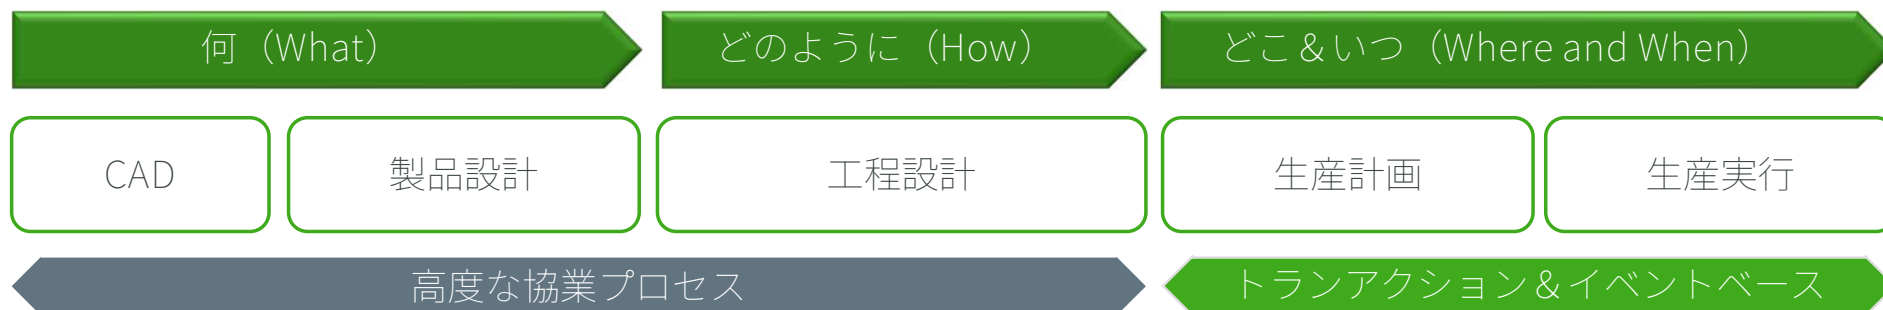 何（What）
どのように（How）
どこ＆いつ（Where and When）
CAD
製品設計
工程設計
生産計画
生産実行
高度な協業プロセス
トランアクション＆イベントベース